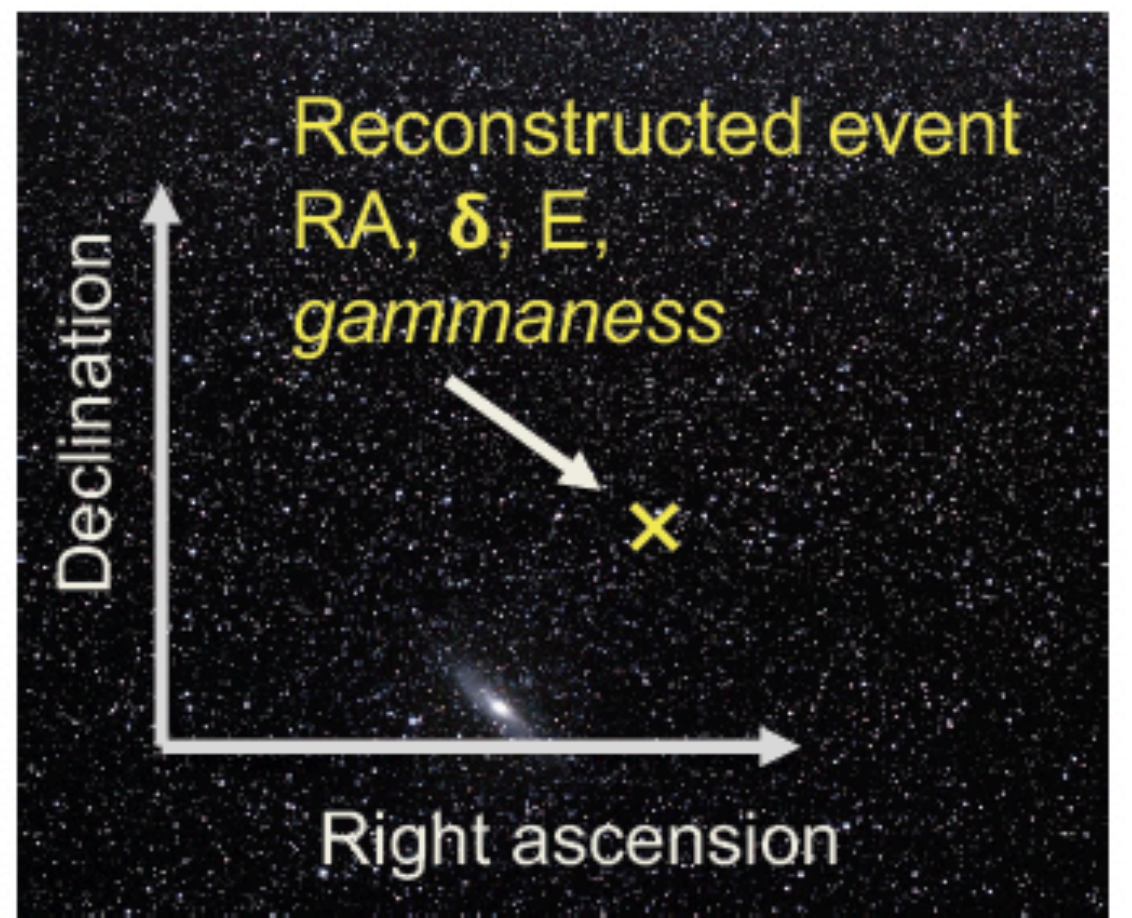 Reconstructed event
RA, δ, E,
gammaness
Declination
Right ascension